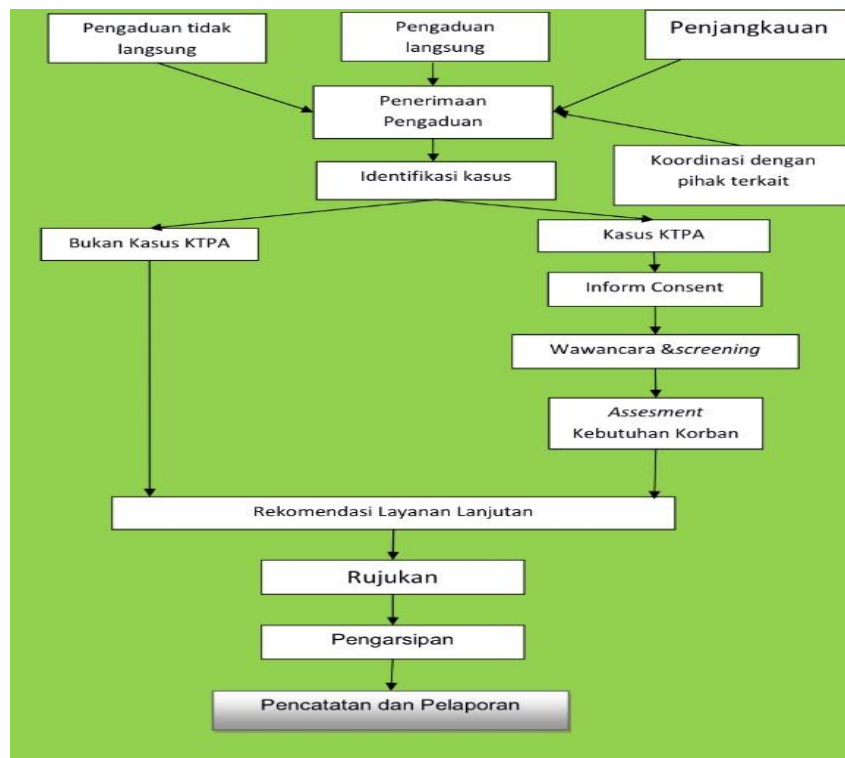 Pengaduan tidak
langsung
Pengaduan
langsung
Penjangkauan
Penerimaan
Pengaduan
Koordinasi dengan
pihak terkait
Identifikasi kasus
Bukan Kasus KTPA
Kasus KTPA
Inform Consent
Wawancara &screening
Assesment
Kebutuhan Korban
Rekomendasi Layanan Lanjutan
Rujukan
Pengarsipan
Pencatatan dan Pelaporan